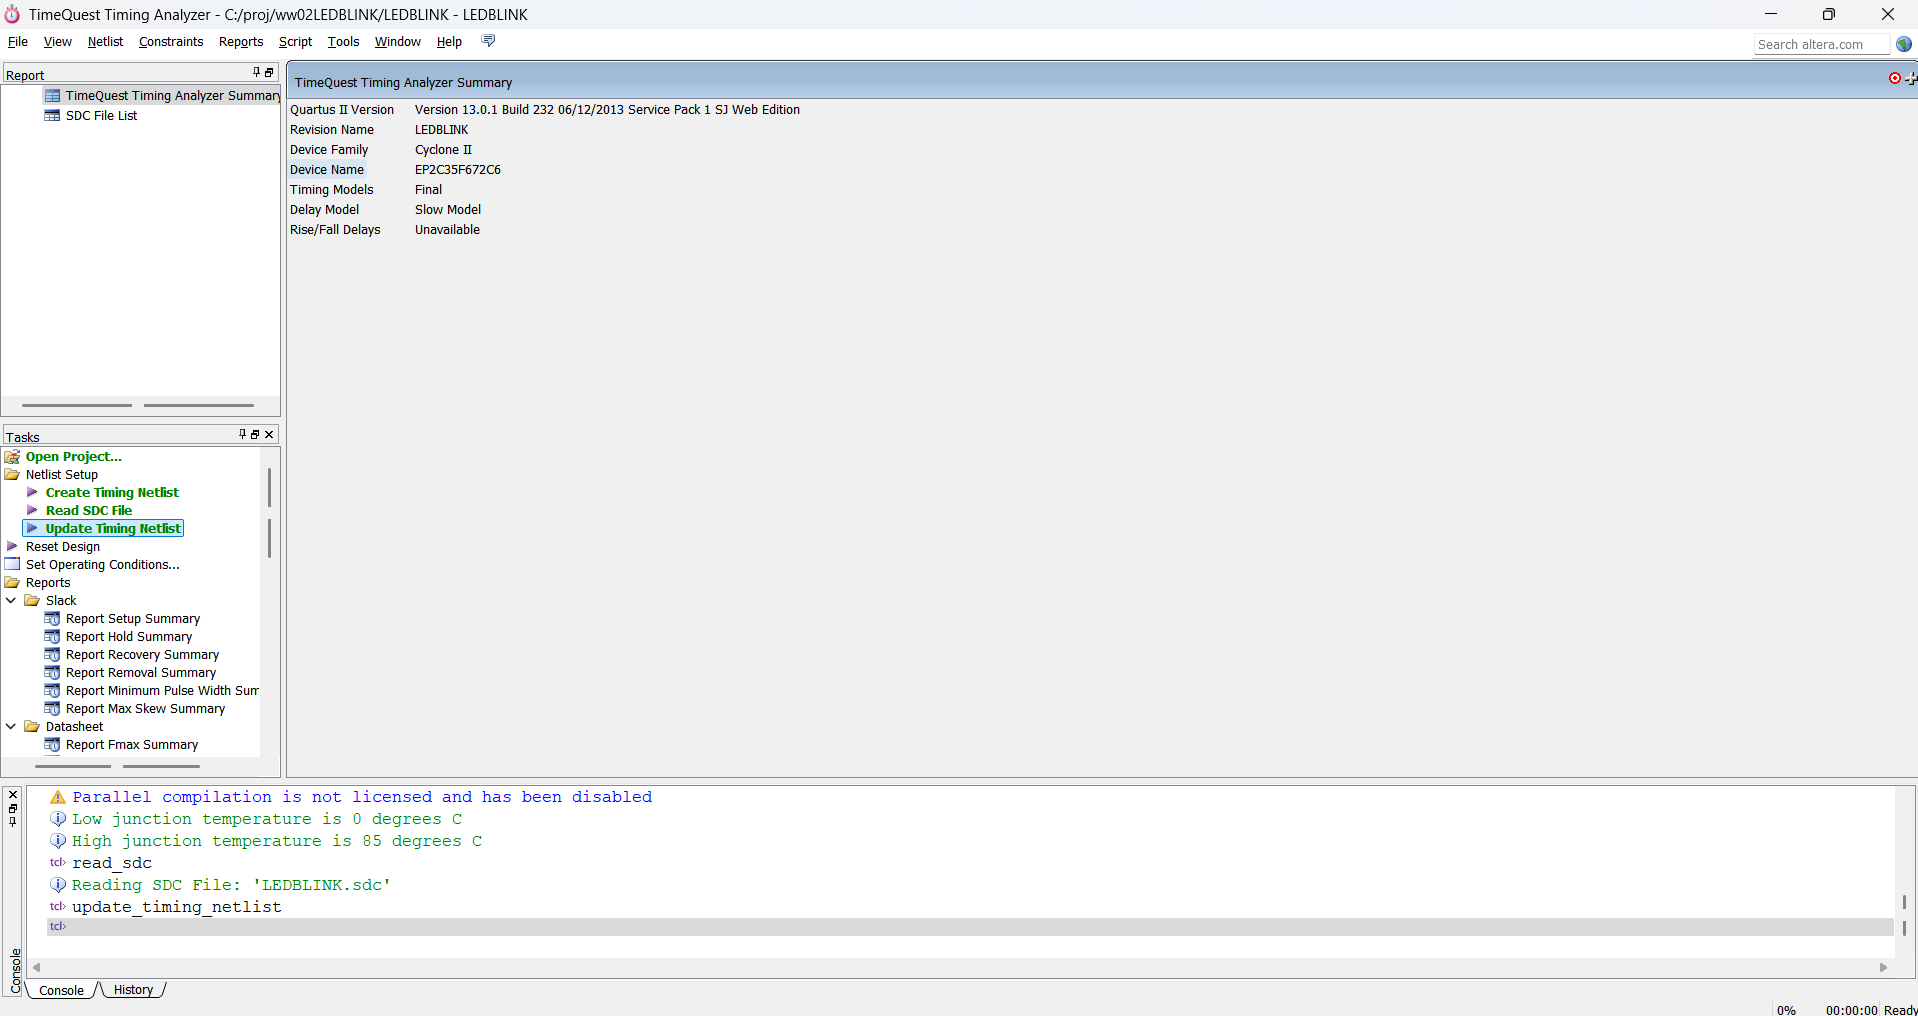 TimeQuest Timing Analyzer - C:/proj/ww02LEDBLINK/LEDBLINK - LEDBLINK
File View Netlist Constraints Reports Script Tools Window Help
Search altera.com
Report
TimeQuest Timing Analyzer Summary
SDC File List
TimeQuest Timing Analyzer Summary
Quartus II Version Version 13.0.1 Build 232 06/12/2013 Service Pack 1 SJ Web Edition
Revision Name LEDBLINK
Device Family Cyclone II
Device Name EP2C35F672C6
Timing Models Final
Delay Model Slow Model
Rise/Fall Delays Unavailable
Tasks
Open Project...
Netlist Setup
Create Timing Netlist
Read SDC File
Update Timing Netlist
Reset Design
Set Operating Conditions...
Reports
Slack
Report Setup Summary
Report Hold Summary
Report Recovery Summary
Report Removal Summary
Report Minimum Pulse Width Sum
Report Max Skew Summary
Datasheet
Report Fmax Summary
Parallel compilation is not licensed and has been disabled
Low junction temperature is 0 degrees C
High junction temperature is 85 degrees C
tcl> read_sdc
Reading SDC File: 'LEDBLINK.sdc'
tcl> update_timing_netlist
tcl>
Console
Console History
0% 00:00:00 Ready